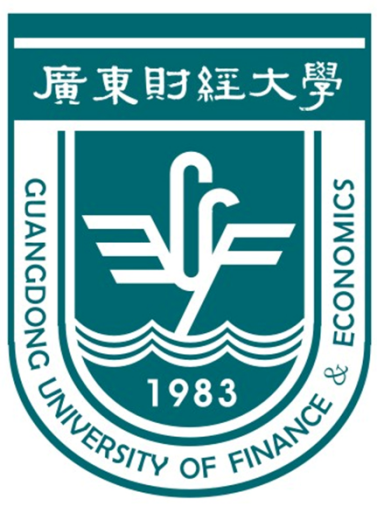 廣東財經大學
GUANGDONG UNIVERSITY OF FINANCE & ECONOMICS
1983